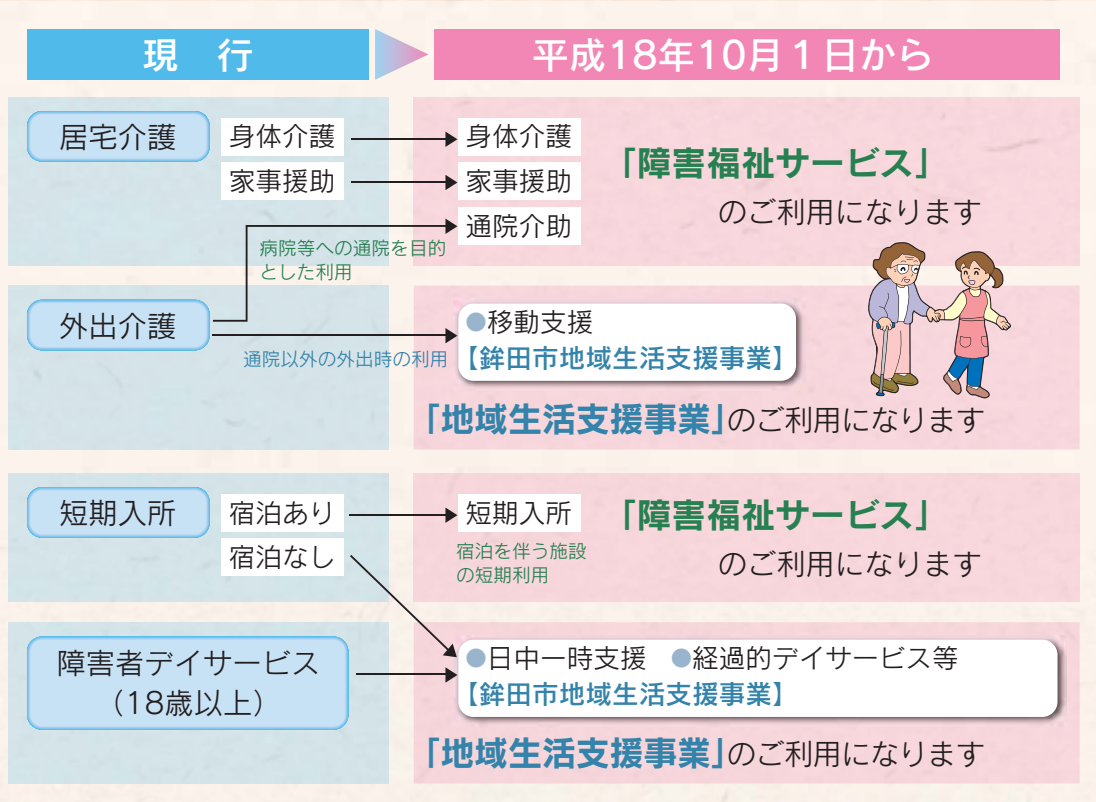 現　行
平成18年10月1日から
居宅介護
身体介護
身体介護
家事援助
家事援助
通院介助
「障害福祉サービス」
のご利用になります
病院等への通院を目的
とした利用
外出介護
通院以外の外出時の利用
●移動支援
【鉾田市地域生活支援事業】
「地域生活支援事業」のご利用になります
短期入所
宿泊あり
宿泊なし
短期入所
宿泊を伴う施設
の短期利用
「障害福祉サービス」
のご利用になります
障害者デイサービス
（18歳以上）
●日中一時支援　●経過的デイサービス等
【鉾田市地域生活支援事業】
「地域生活支援事業」のご利用になります